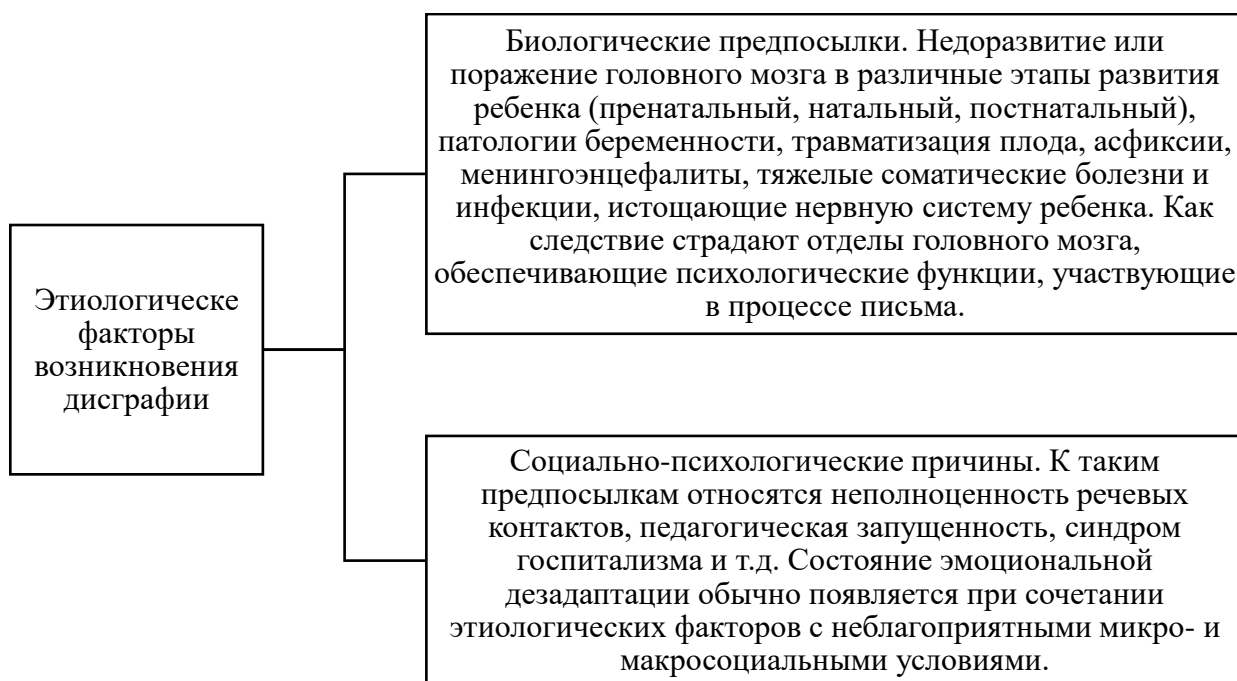 Этиологическе
факторы
возникновения
дисграфии
Биологические предпосылки. Недоразвитие или
поражение головного мозга в различные этапы развития
ребенка (пренатальный, натальный, постнатальный),
патологии беременности, травматизация плода, асфиксии,
менингоэнцефалиты, тяжелые соматические болезни и
инфекции, истощающие нервную систему ребенка. Как
следствие страдают отделы головного мозга,
обеспечивающие психологические функции, участвующие
в процессе письма.
Социально-психологические причины. К таким
предпосылкам относятся неполноценность речевых
контактов, педагогическая запущенность, синдром
госпитализма и т.д. Состояние эмоциональной
дезадаптации обычно появляется при сочетании
этиологических факторов с неблагоприятными микро- и
макросоциальными условиями.